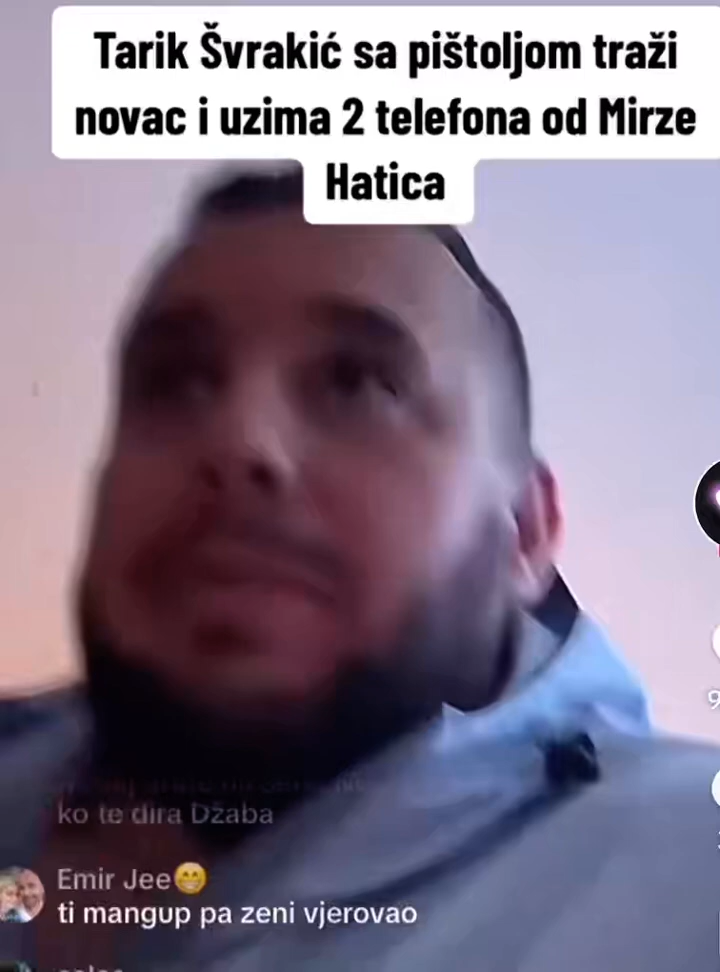 Tarik Švrakić sa pištoljom traži
novac i uzima 2 telefona od Mirze
Hatica
ko te dira Džaba
Emir Jee😁
ti mangup pa zeni vjerovao